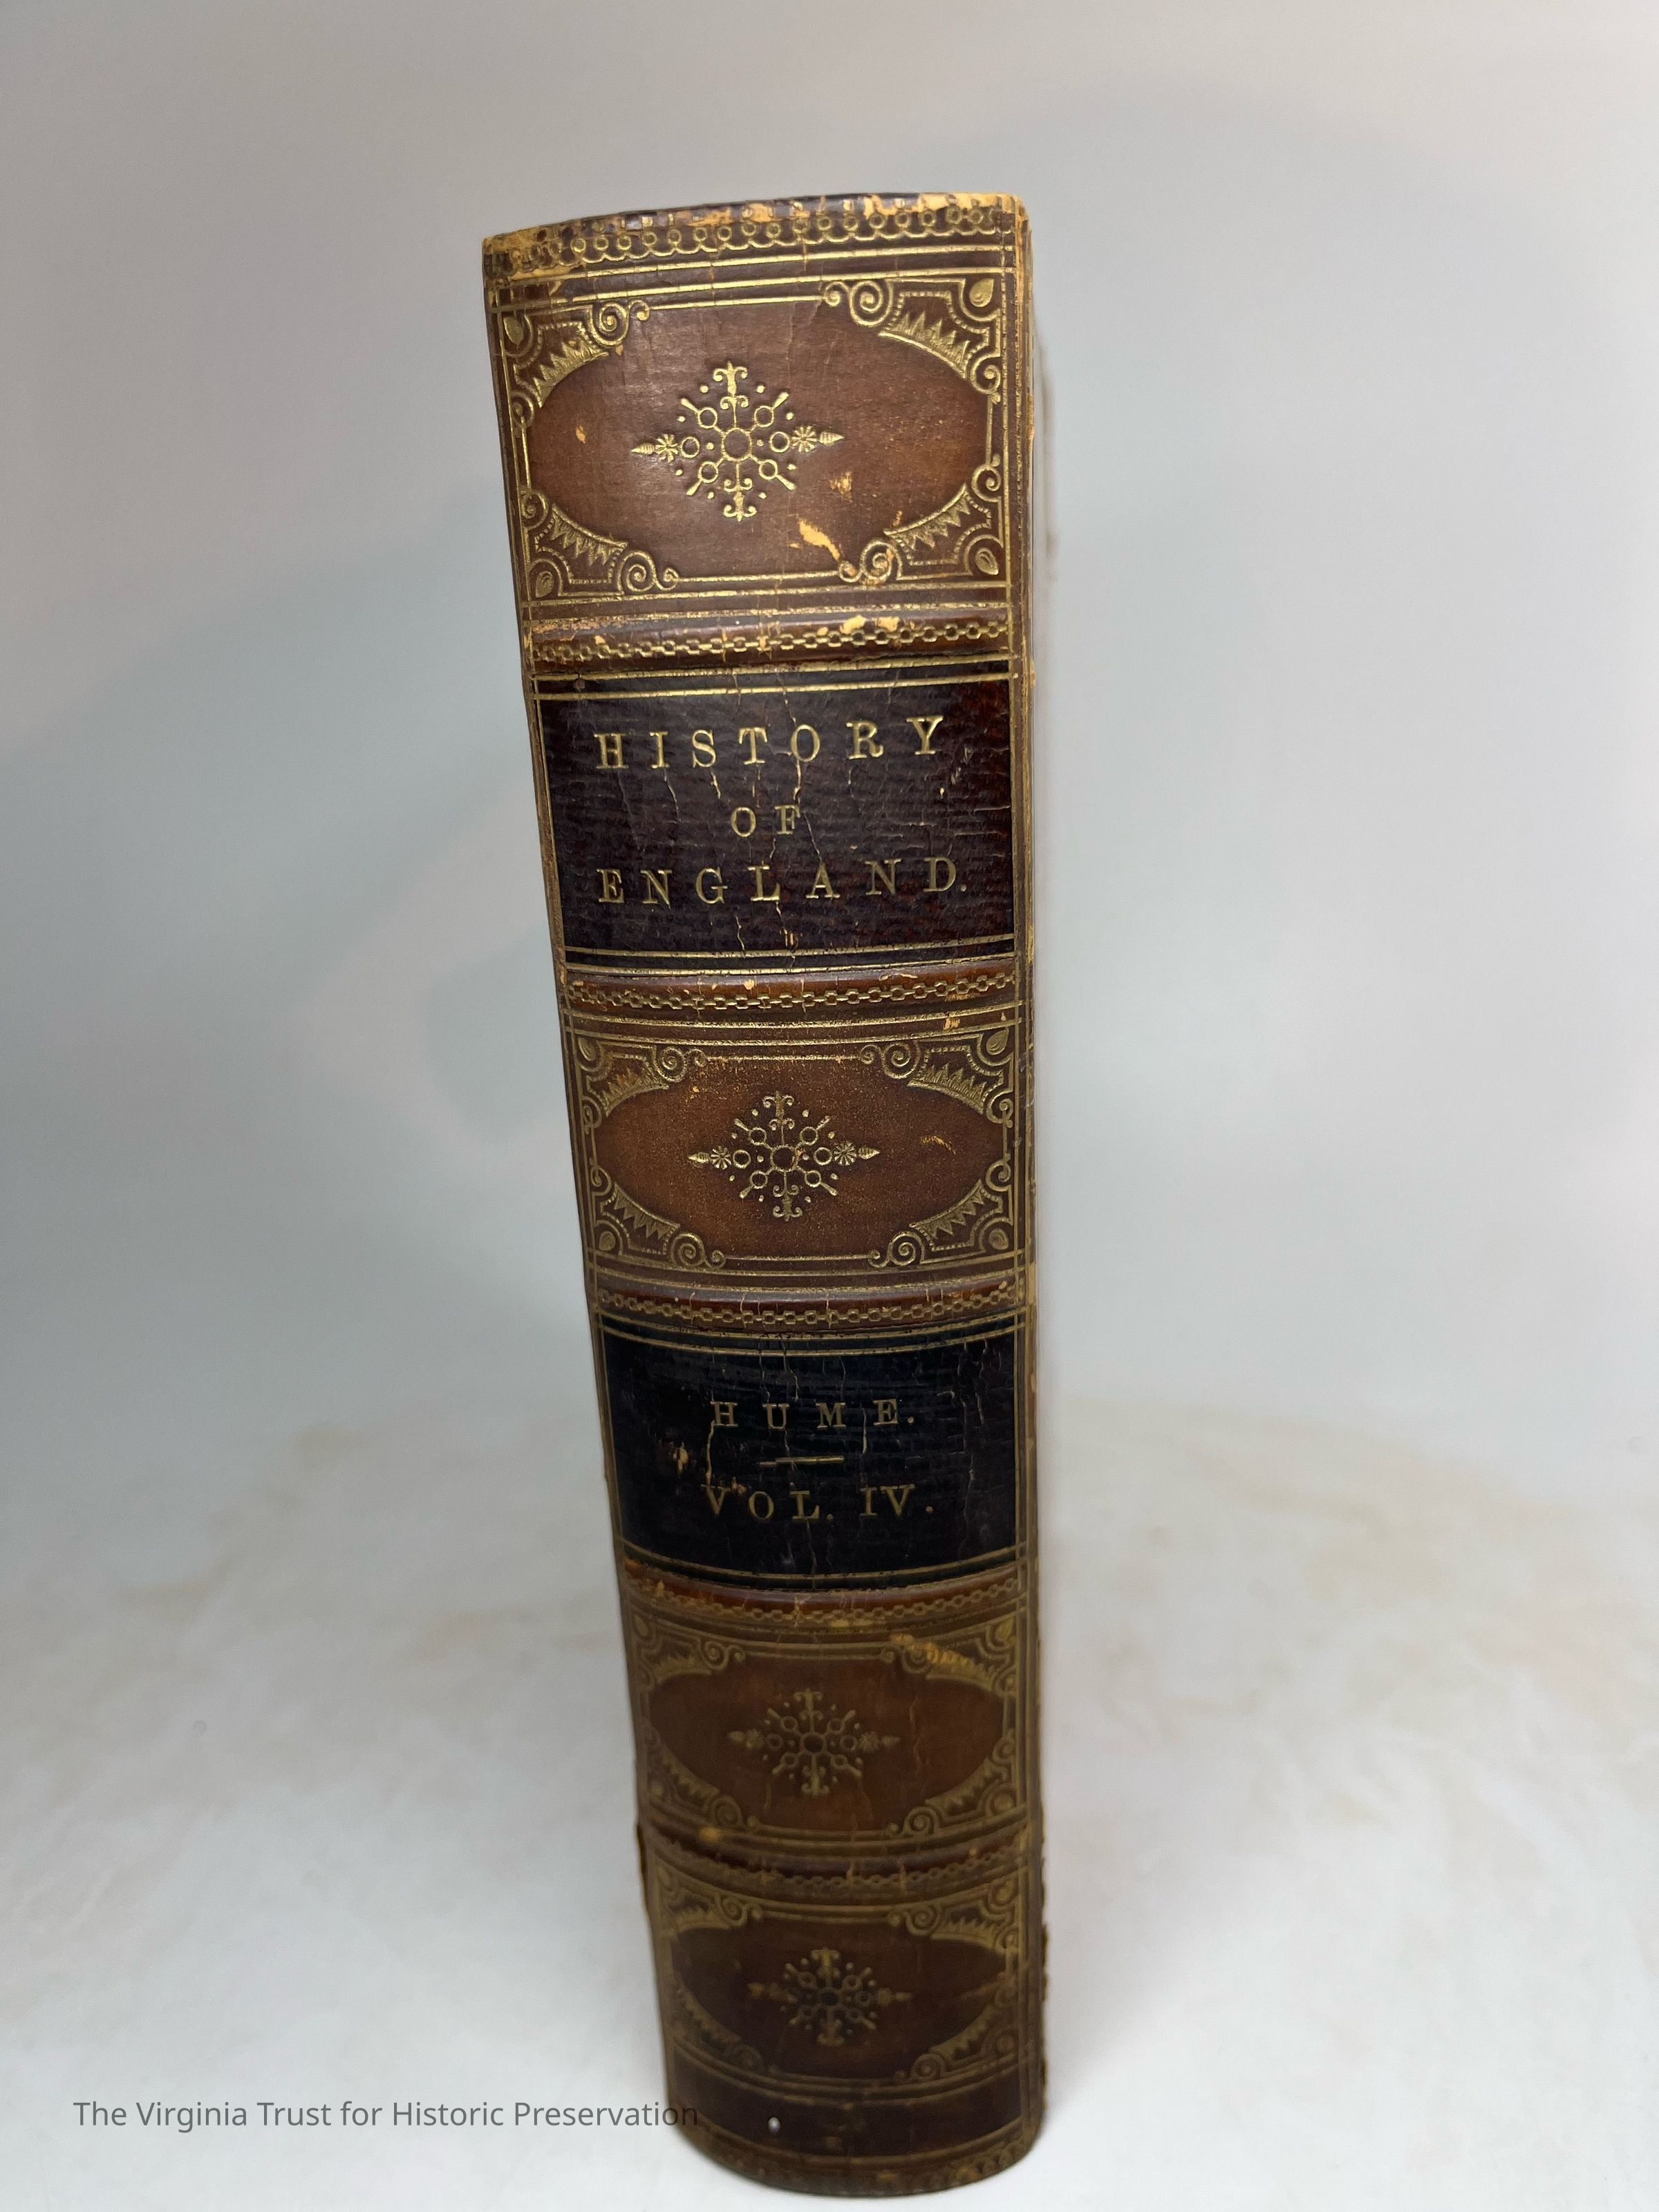 HISTORY
OF
ENGLAND.
HUME.
VOL. IV.
The Virginia Trust for Historic Preservation